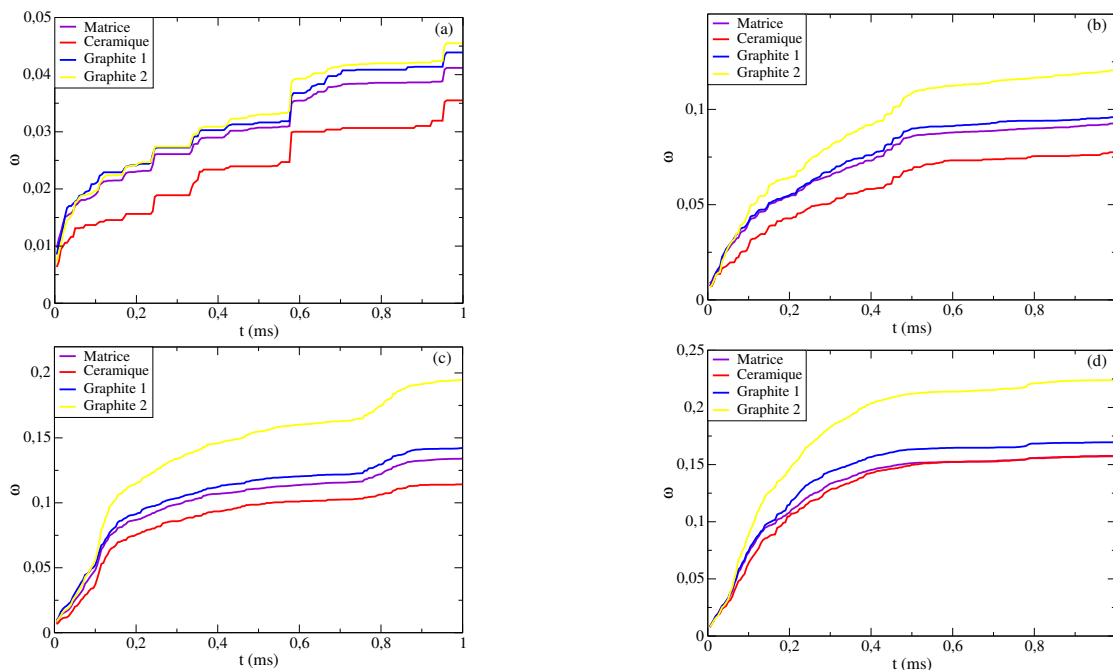 (a)
Matrice
Ceramique
Graphite 1
Graphite 2
0,05
0,04
0,03
0,02
0,01
0
ω
0 0,2 0,4 0,6 0,8 1
t (ms)
(b)
Matrice
Ceramique
Graphite 1
Graphite 2
0,1
0,05
0
ω
0 0,2 0,4 0,6 0,8
t (ms)
(c)
Matrice
Ceramique
Graphite 1
Graphite 2
0,2
0,15
0,1
0,05
0
ω
0 0,2 0,4 0,6 0,8 1
t (ms)
(d)
Matrice
Ceramique
Graphite 1
Graphite 2
0,25
0,2
0,15
0,1
0,05
0
ω
0 0,2 0,4 0,6 0,8
t (ms)